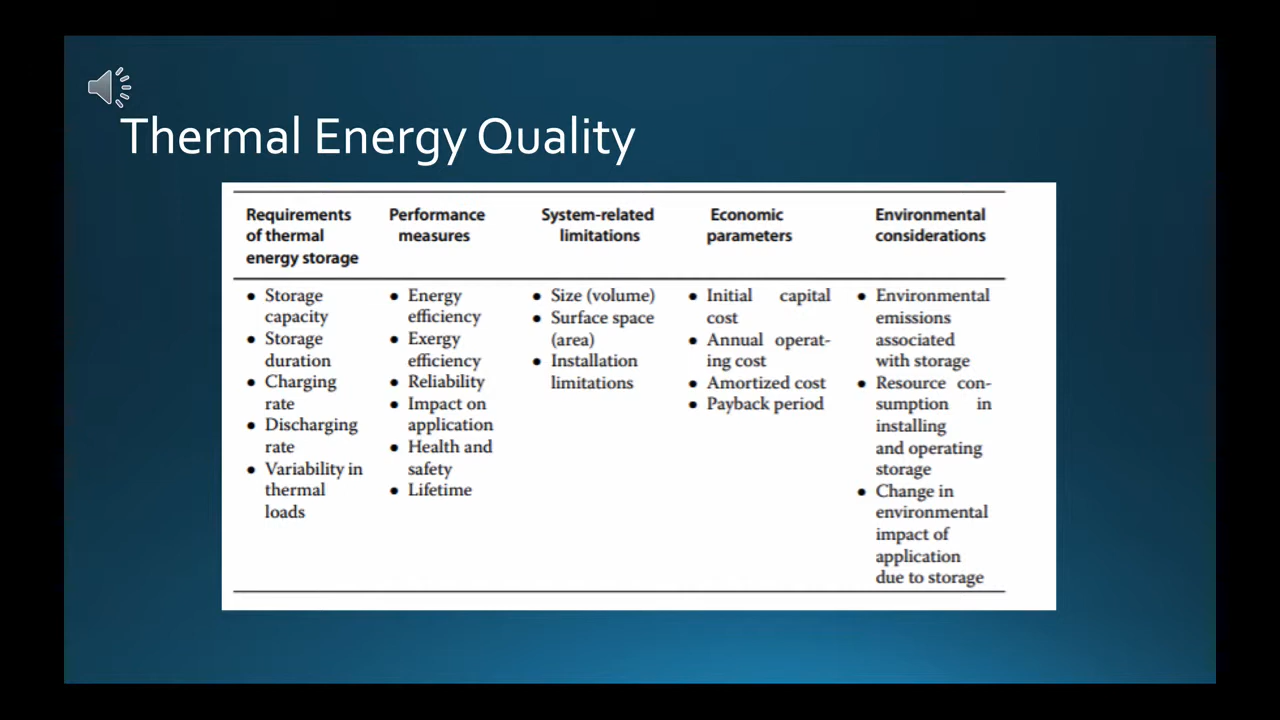 Thermal Energy Quality
Requirements
of thermal
energy storage
Performance
measures
System-related
limitations
Economic
parameters
Environmental
considerations
• Storage
capacity
• Storage
duration
• Charging
rate
• Discharging
rate
• Variability in
thermal
loads
• Energy
efficiency
• Exergy
efficiency
• Reliability
• Impact on
application
• Health and
safety
• Lifetime
• Size (volume)
• Surface space
(area)
• Installation
limitations
• Initial capital
cost
• Annual operat-
ing cost
• Amortized cost
• Payback period
• Environmental
emissions
associated
with storage
• Resource con-
sumption in
installing
and operating
storage
• Change in
environmental
impact of
application
due to storage